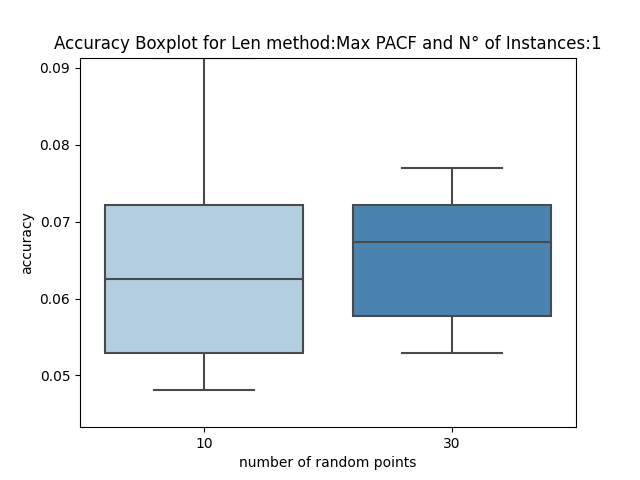 Accuracy Boxplot for Len method:Max PACF and N° of Instances:1
0.09
0.08
0.07
0.06
0.05
accuracy
10
30
number of random points